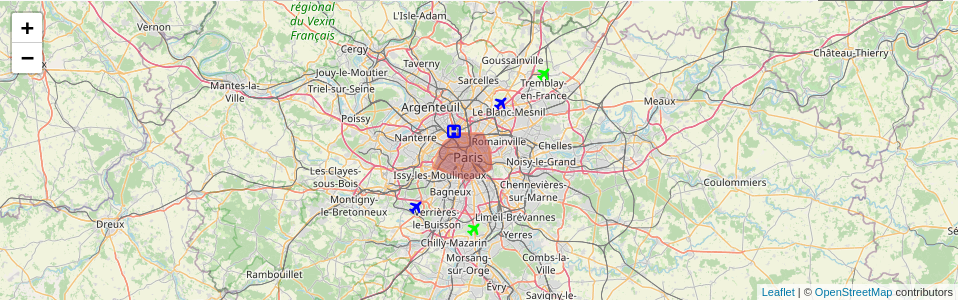 régional
du Vexin
Français
L'Isle-Adam
Vernon
+
−
Cergy
Taverny
Goussainville
Château-Thierry
Jouy-le-Moutier
Sarcelles
Tremblay-
en-France
Mantes-la-
Ville
Triel-sur-Seine
Argenteuil
Le Blanc-Mesnil
Meaux
Poissy
H
Nanterre
Romainville
Chelles
Paris
Noisy-le-Grand
Les Clayes-
sous-Bois
Issy-les-Moulineaux
Bagneux
Chennevières-
sur-Marne
Coulommiers
Montigny-
le-Bretonneux
Verrières-
le-Buisson
Limeil-Brévannes
Dreux
Yerres
Chilly-Mazarin
Morsang-
sur-Orge
Combs-la-
Ville
Rambouillet
Évry
Savigny-le-
Leaflet | © OpenStreetMap contributors